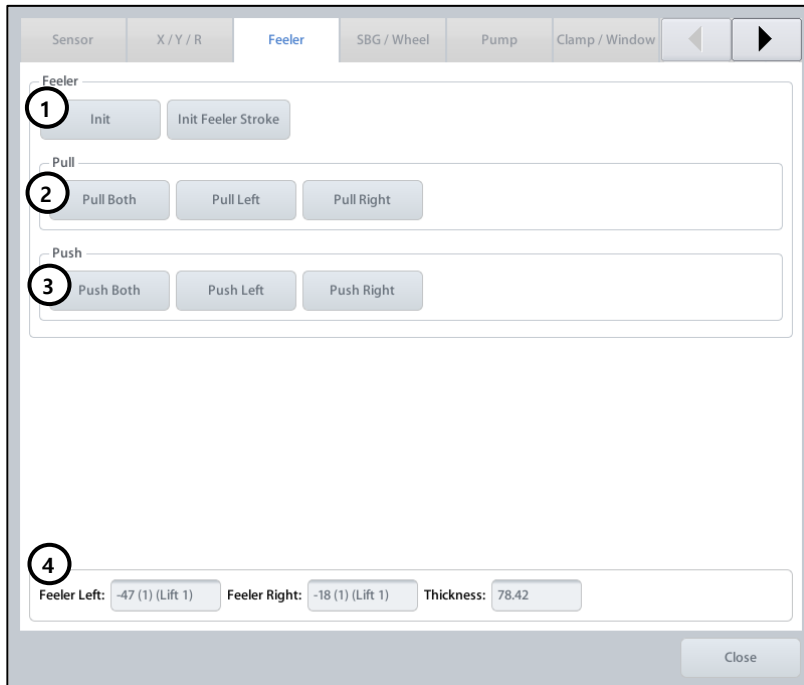 Sensor X / Y / R Feeler SBG / Wheel Pump Clamp / Window
Feeler
1 Init Init Feeler Stroke
Pull
2 Pull Both Pull Left Pull Right
Push
3 Push Both Push Left Push Right
4
Feeler Left: -47 (1) (Lift 1) Feeler Right: -18 (1) (Lift 1) Thickness: 78.42
Close